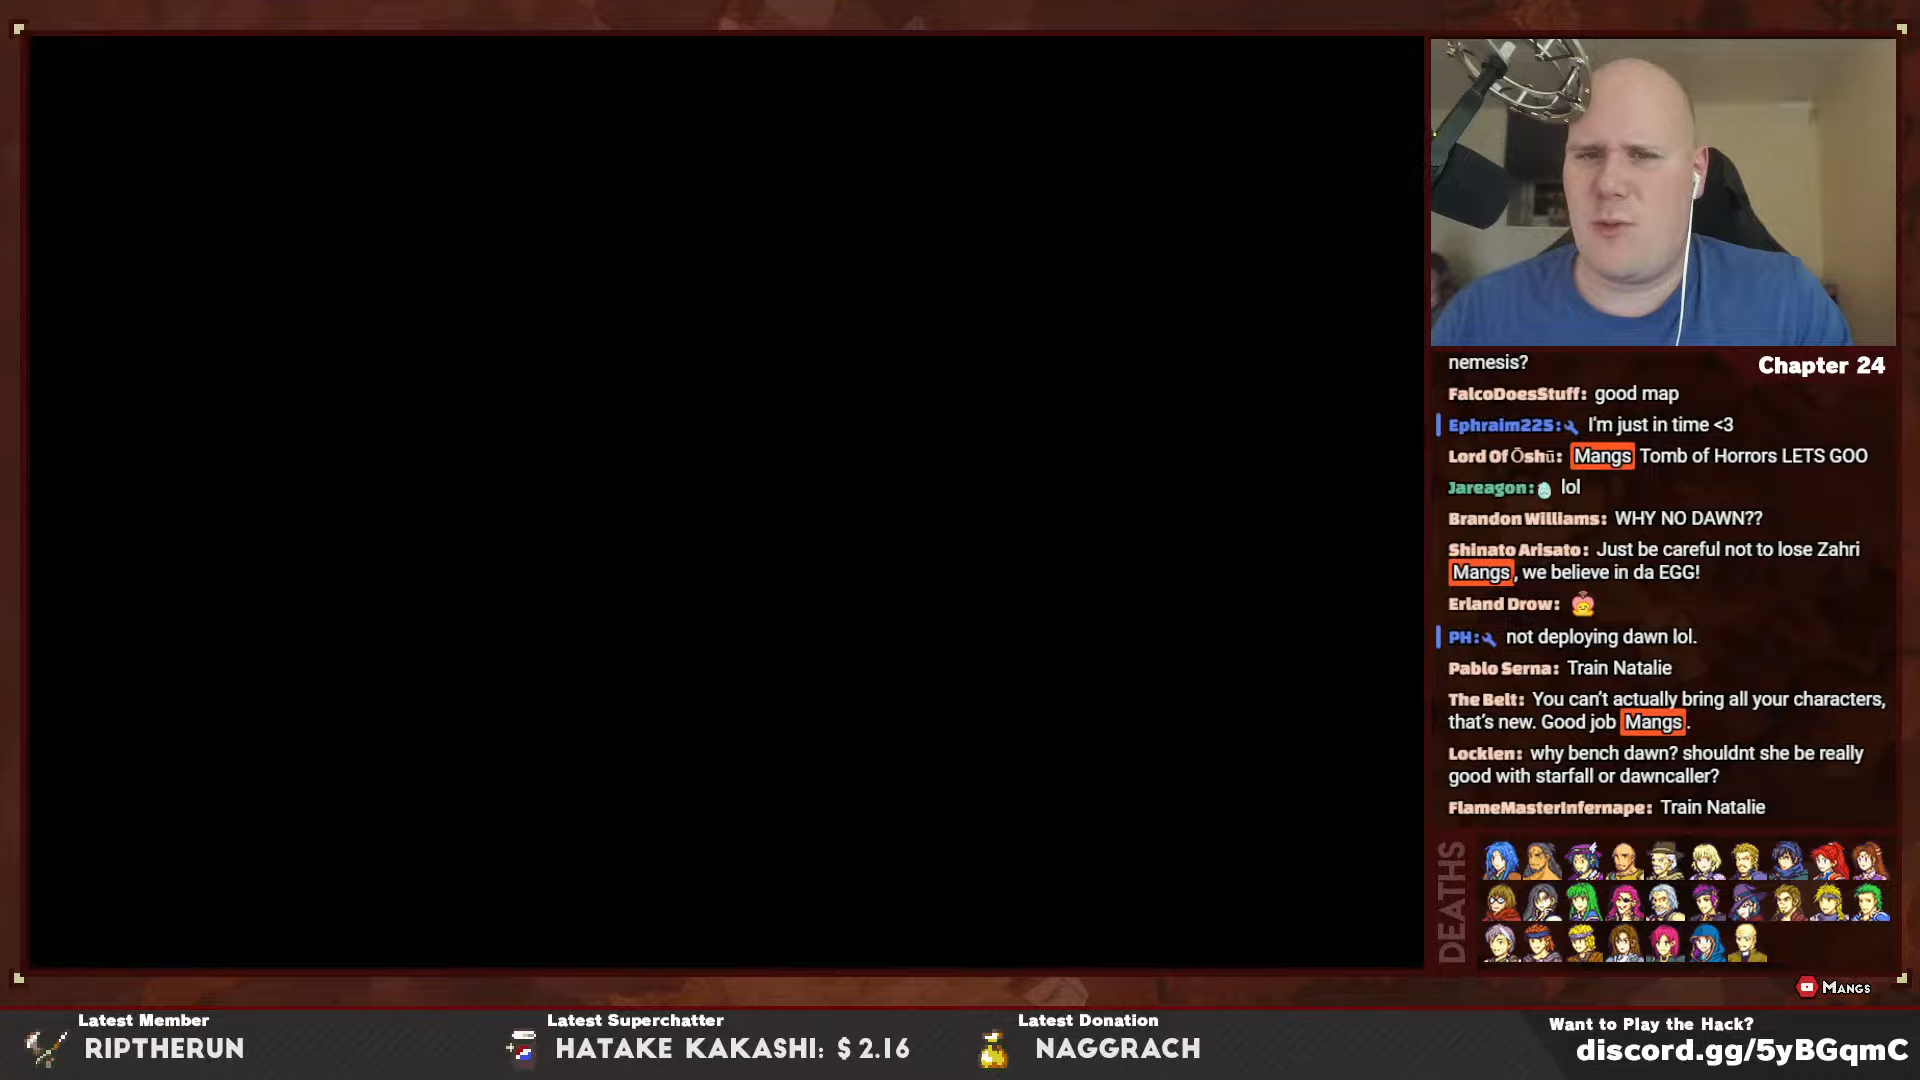 nemesis?
Chapter 24
FalcoDoesStuff: good map
Ephraim225: I'm just in time <3
Lord Of Ōshū: Mangs Tomb of Horrors LETS GOO
Jareagon: lol
Brandon Williams: WHY NO DAWN??
Shinato Arisato: Just be careful not to lose Zahri
Mangs, we believe in da EGG!
Erland Drow:
PH: not deploying dawn lol.
Pablo Serna: Train Natalie
The Belt: You can't actually bring all your characters,
that's new. Good job Mangs.
Locklen: why bench dawn? shouldnt she be really
good with starfall or dawncaller?
FlameMasterInfernape: Train Natalie
DEATHS
Mangs
Latest Member
RIPTHERUN
Latest Superchatter
HATAKE KAKASHI: $ 2.16
Latest Donation
NAGGRACH
Want to Play the Hack?
discord.gg/5yBGqmC